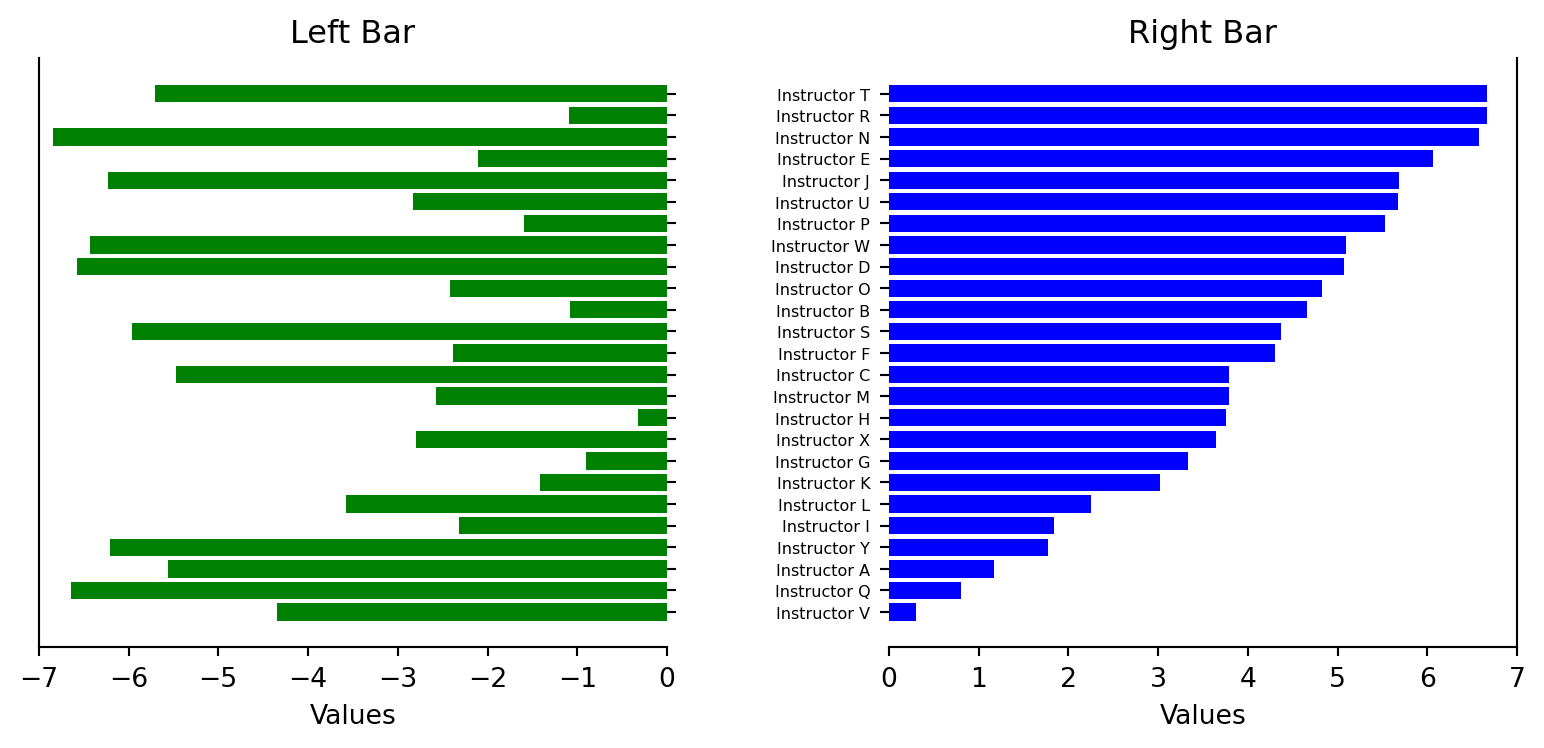 Left Bar
−7 −6 −5 −4 −3 −2 −1 0
Values
Right Bar
Instructor T
Instructor R
Instructor N
Instructor E
Instructor J
Instructor U
Instructor P
Instructor W
Instructor D
Instructor O
Instructor B
Instructor S
Instructor F
Instructor C
Instructor M
Instructor H
Instructor X
Instructor G
Instructor K
Instructor L
Instructor I
Instructor Y
Instructor A
Instructor Q
Instructor V
0 1 2 3 4 5 6 7
Values